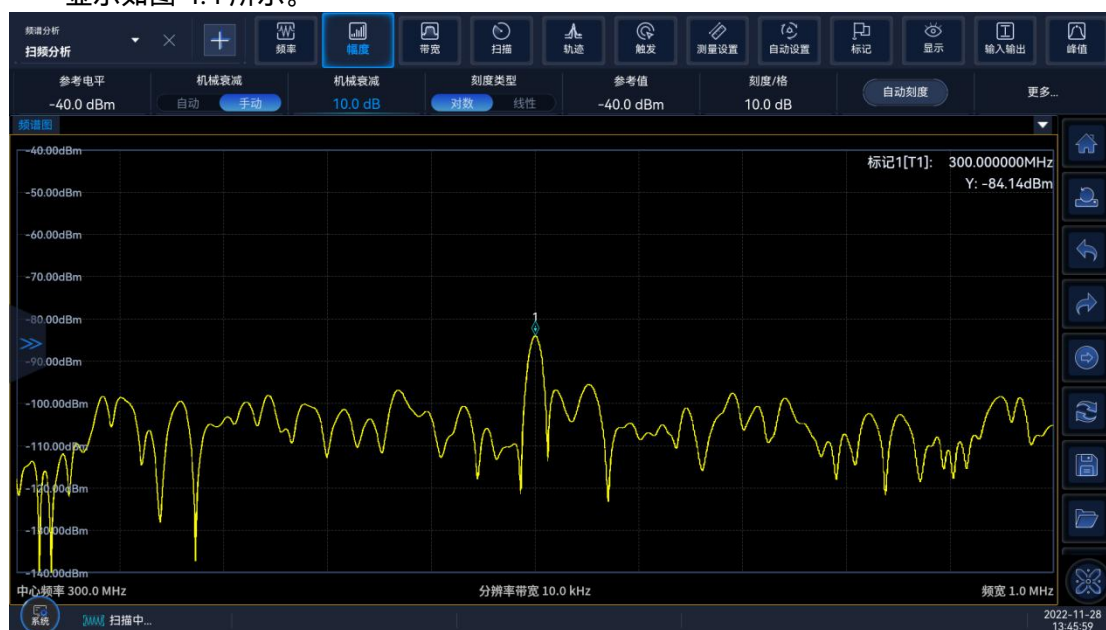 显示如图 4.4 所示。
频谱分析
扫频分析
频率
幅度
带宽
扫描
轨迹
触发
测量设置
自动设置
标记
显示
输入输出
峰值
参考电平
-40.0 dBm
机械衰减
自动 手动
机械衰减
10.0 dB
刻度类型
对数 线性
参考值
-40.0 dBm
刻度/格
10.0 dB
自动刻度
更多...
频谱图
标记1[T1]: 300.000000MHz
Y: -84.14dBm
1
-40.00dBm
-50.00dBm
-60.00dBm
-70.00dBm
-80.00dBm
-90.00dBm
-100.00dBm
-110.00dBm
-120.00dBm
-130.00dBm
-140.00dBm
中心频率 300.0 MHz
分辨率带宽 10.0 kHz
频宽 1.0 MHz
系统
扫描中...
2022-11-28
13:45:59